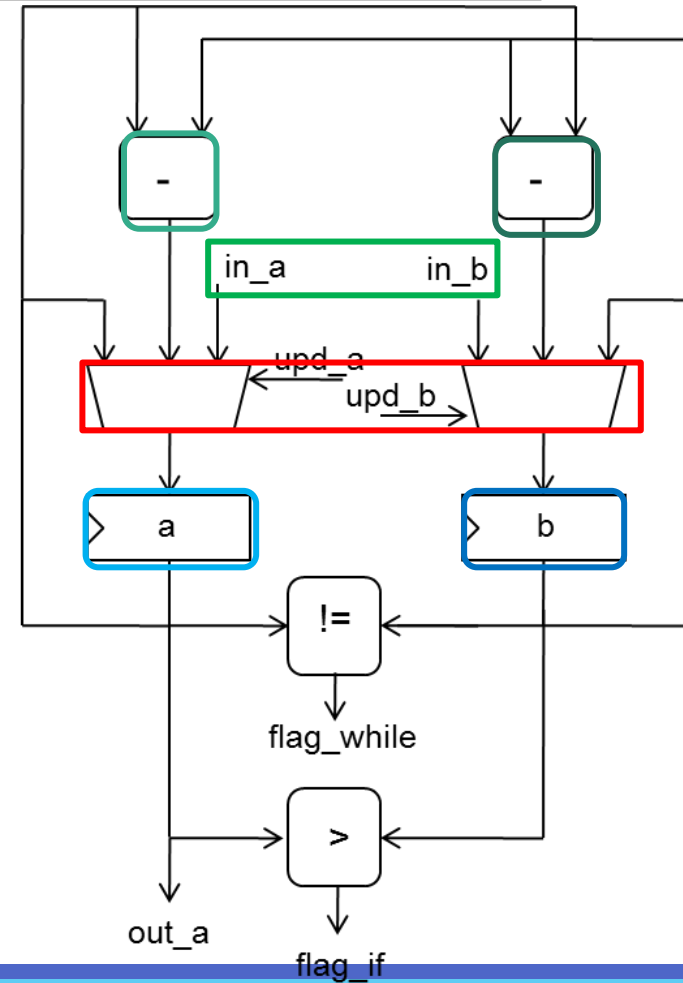 - -
in_a in_b
upd_a
upd_b
a b
!=
flag_while
>
out_a
flag_if